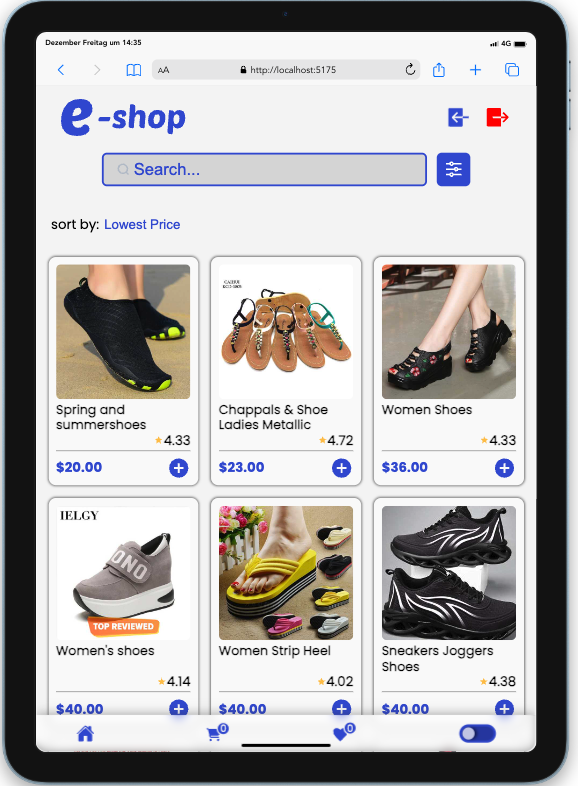 Dezember Freitag um 14:35
4G
AA
http://localhost:5175
e-shop
Search...
sort by: Lowest Price
CAIHUI
Spring and
summershoes
4.33
$20.00
Chappals & Shoe
Ladies Metallic
4.72
$23.00
Women Shoes
4.33
$36.00
IELGY
ONO
TOP REVIEWED
Women's shoes
4.14
$40.00
Women Strip Heel
4.02
$40.00
Sneakers Joggers
Shoes
4.38
$40.00
0
0